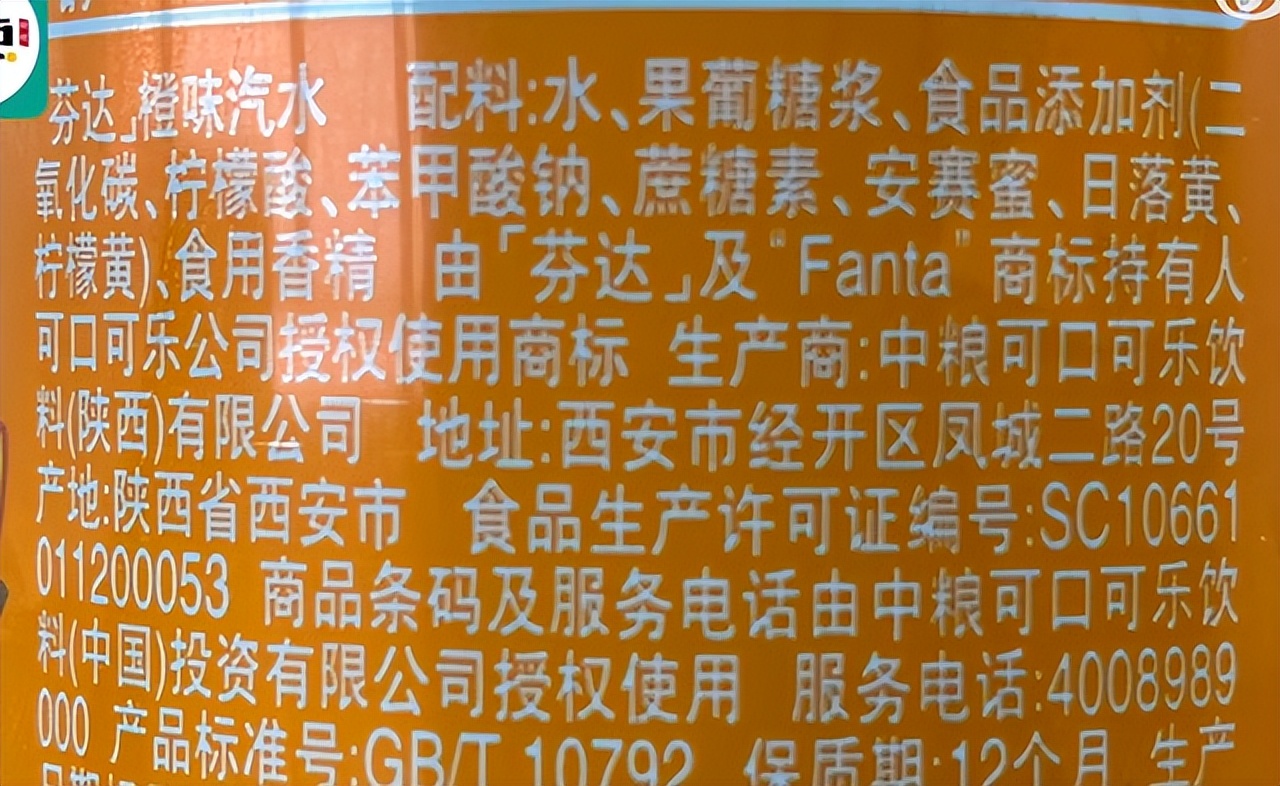 芬达」橙味汽水 配料:水、果葡糖浆、食品添加剂(二
氧化碳、柠檬酸、苯甲酸钠、蔗糖素、安赛蜜、日落黄、
柠檬黄)、食用香精 由「芬达」及"Fanta"商标持有人
可口可乐公司授权使用商标 生产商:中粮可口可乐饮
料(陕西)有限公司 地址:西安市经开区凤城二路20号
产地:陕西省西安市 食品生产许可证编号:SC10661
011200053 商品条码及服务电话由中粮可口可乐饮
料(中国)投资有限公司授权使用 服务电话:4008989
000 产品标准号:GB/T 10792 保质期:12个月 生产